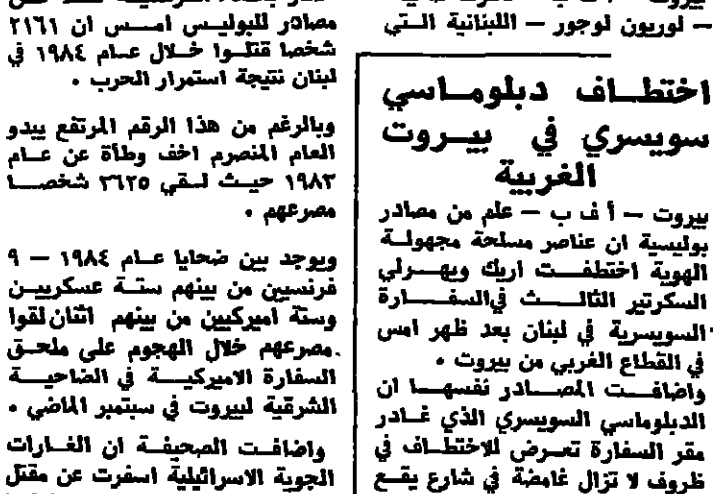 — لوريون لوجور — اللبنانية التي
اختطاف دبلوماسي
سويسري في بيروت
الغربية
بيروت — أ ف ب — علم من مصادر
بوليسية ان عناصر مسلحة مجهولة
الهوية اختطفت اريك ويهرلي
السكرتير الثالث في السفارة
السويسرية في لبنان بعد ظهر امس
في القطاع الغربي من بيروت .
واضافت المصادر نفسها ان
الدبلوماسي السويسري الذي غادر
مقر السفارة تعرض للاختطاف في
ظروف لا تزال غامضة في شارع يقع
مصادر للبوليس امس ان ٢١٦١
شخصا قتلوا خلال عام ١٩٨٤ في
لبنان نتيجة استمرار الحرب .
وبالرغم من هذا الرقم المرتفع يبدو
العام المنصرم اخف وطأة عن عام
١٩٨٣ حيث لقي ٣٦٢٥ شخصا
مصرعهم .
ويوجد بين ضحايا عام ١٩٨٤ — ٩
فرنسيين من بينهم ستة عسكريين
وستة اميركيين من بينهم اثنان لقوا
مصرعهم خلال الهجوم على ملحق
السفارة الاميركية في الضاحية
الشرقية لبيروت في سبتمبر الماضي .
واضافت الصحيفة ان الغارات
الجوية الاسرائيلية اسفرت عن مقتل